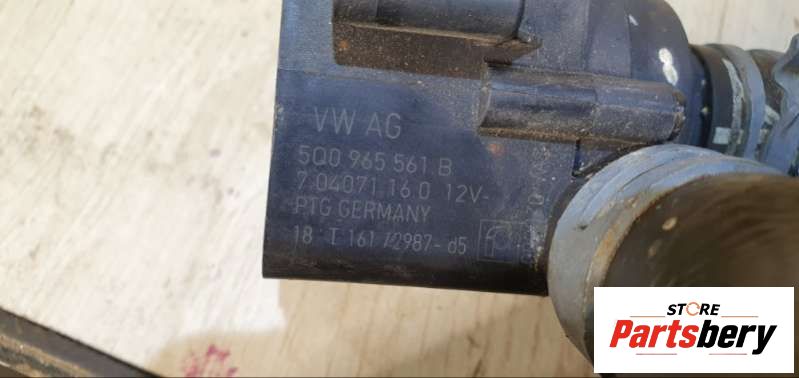 VW AG
5Q0 965 561 B
7.04071.16.0 12V-
PTG GERMANY
18-T 161 72987-d5
STORE
Partsbery